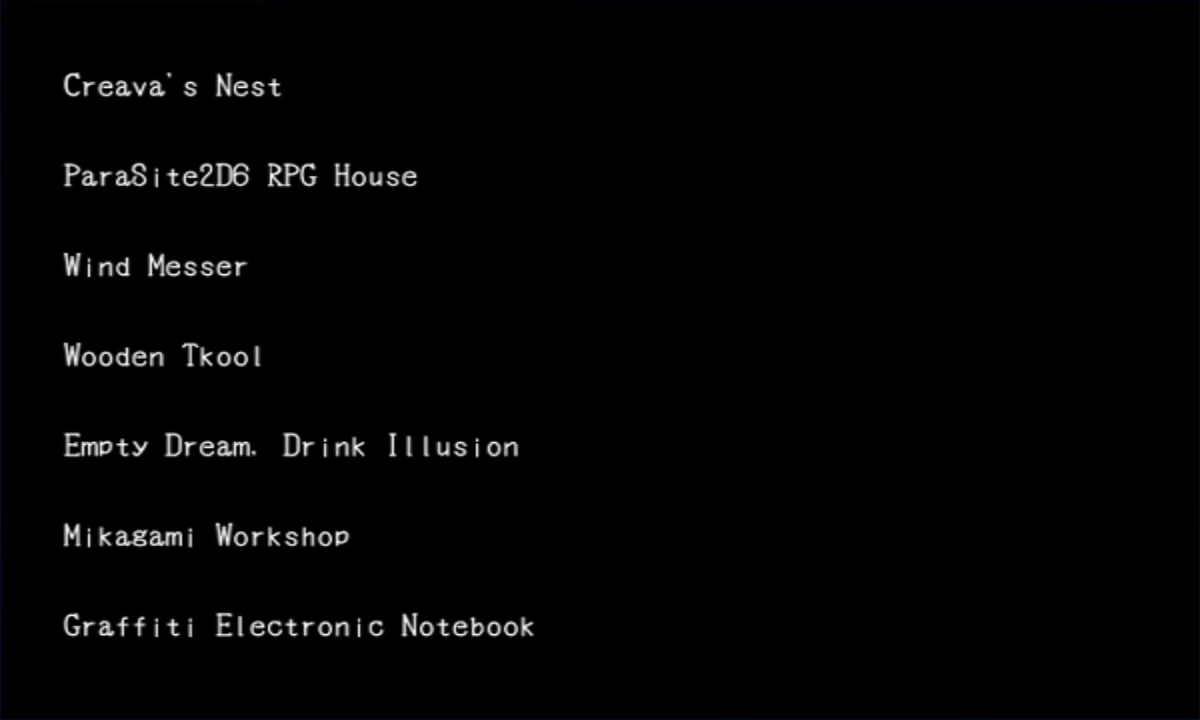 Creava's Nest
ParaSite2D6 RPG House
Wind Messer
Wooden Tkool
Empty Dream. Drink Illusion
Mikagami Workshop
Graffiti Electronic Notebook